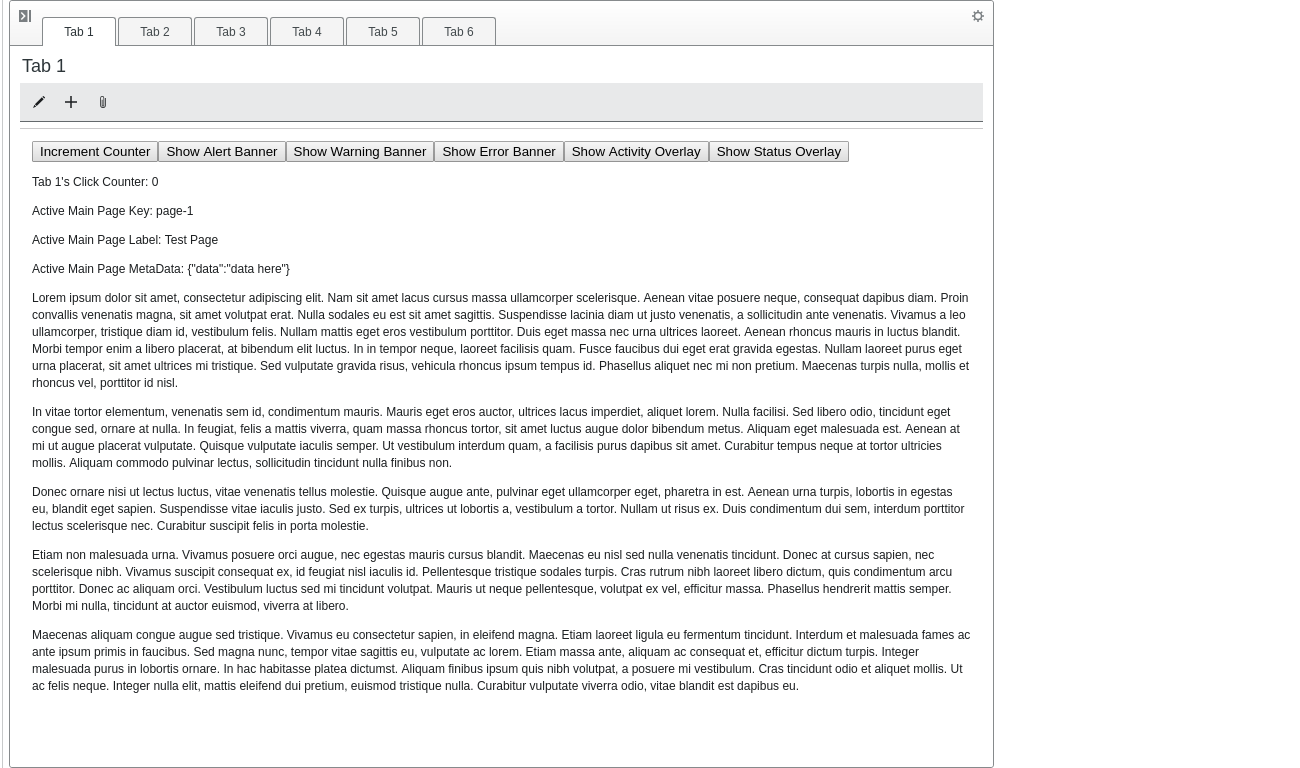 Tab 1 Tab 2 Tab 3 Tab 4 Tab 5 Tab 6
Tab 1
Increment Counter Show Alert Banner Show Warning Banner Show Error Banner Show Activity Overlay Show Status Overlay
Tab 1's Click Counter: 0
Active Main Page Key: page-1
Active Main Page Label: Test Page
Active Main Page MetaData: {"data":"data here"}
Lorem ipsum dolor sit amet, consectetur adipiscing elit. Nam sit amet lacus cursus massa ullamcorper scelerisque. Aenean vitae posuere neque, consequat dapibus diam. Proin
convallis venenatis magna, sit amet volutpat erat. Nulla sodales eu est sit amet sagittis. Suspendisse lacinia diam ut justo venenatis, a sollicitudin ante venenatis. Vivamus a leo
ullamcorper, tristique diam id, vestibulum felis. Nullam mattis eget eros vestibulum porttitor. Duis eget massa nec urna ultrices laoreet. Aenean rhoncus mauris in luctus blandit.
Morbi tempor enim a libero placerat, at bibendum elit luctus. In in tempor neque, laoreet facilisis quam. Fusce faucibus dui eget erat gravida egestas. Nullam laoreet purus eget
urna placerat, sit amet ultrices mi tristique. Sed vulputate gravida risus, vehicula rhoncus ipsum tempus id. Phasellus aliquet nec mi non pretium. Maecenas turpis nulla, mollis et
rhoncus vel, porttitor id nisl.
In vitae tortor elementum, venenatis sem id, condimentum mauris. Mauris eget eros auctor, ultrices lacus imperdiet, aliquet lorem. Nulla facilisi. Sed libero odio, tincidunt eget
congue sed, ornare at nulla. In feugiat, felis a mattis viverra, quam massa rhoncus tortor, sit amet luctus augue dolor bibendum metus. Aliquam eget malesuada est. Aenean at
mi ut augue placerat vulputate. Quisque vulputate iaculis semper. Ut vestibulum interdum quam, a facilisis purus dapibus sit amet. Curabitur tempus neque at tortor ultricies
mollis. Aliquam commodo pulvinar lectus, sollicitudin tincidunt nulla finibus non.
Donec ornare nisi ut lectus luctus, vitae venenatis tellus molestie. Quisque augue ante, pulvinar eget ullamcorper eget, pharetra in est. Aenean urna turpis, lobortis in egestas
eu, blandit eget sapien. Suspendisse vitae iaculis justo. Sed ex turpis, ultrices ut lobortis a, vestibulum a tortor. Nullam ut risus ex. Duis condimentum dui sem, interdum porttitor
lectus scelerisque nec. Curabitur suscipit felis in porta molestie.
Etiam non malesuada urna. Vivamus posuere orci augue, nec egestas mauris cursus blandit. Maecenas eu nisl sed nulla venenatis tincidunt. Donec at cursus sapien, nec
scelerisque nibh. Vivamus suscipit consequat ex, id feugiat nisl iaculis id. Pellentesque tristique sodales turpis. Cras rutrum nibh laoreet libero dictum, quis condimentum arcu
porttitor. Donec ac aliquam orci. Vestibulum luctus sed mi tincidunt volutpat. Mauris ut neque pellentesque, volutpat ex vel, efficitur massa. Phasellus hendrerit mattis semper.
Morbi mi nulla, tincidunt at auctor euismod, viverra at libero.
Maecenas aliquam congue augue sed tristique. Vivamus eu consectetur sapien, in eleifend magna. Etiam laoreet ligula eu fermentum tincidunt. Interdum et malesuada fames ac
ante ipsum primis in faucibus. Sed magna nunc, tempor vitae sagittis eu, vulputate ac lorem. Etiam massa ante, aliquam ac consequat et, efficitur dictum turpis. Integer
malesuada purus in lobortis ornare. In hac habitasse platea dictumst. Aliquam finibus ipsum quis nibh volutpat, a posuere mi vestibulum. Cras tincidunt odio et aliquet mollis. Ut
ac felis neque. Integer nulla elit, mattis eleifend dui pretium, euismod tristique nulla. Curabitur vulputate viverra odio, vitae blandit est dapibus eu.